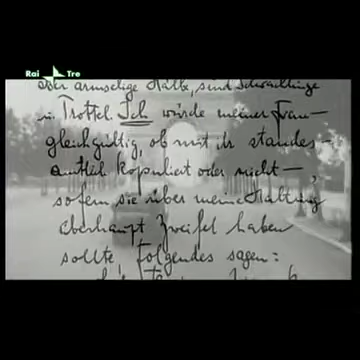 Rai Tre
oder armselige Halb, sind Schwächlinge
u. Trottel. Ich würde meiner Frau –
gleichgültig, ob mit ihr standes-
amtlich kopuliert oder nicht –,
sofern sie über meine Haltung
überhaupt Zweifel haben
sollte, Folgendes sagen: